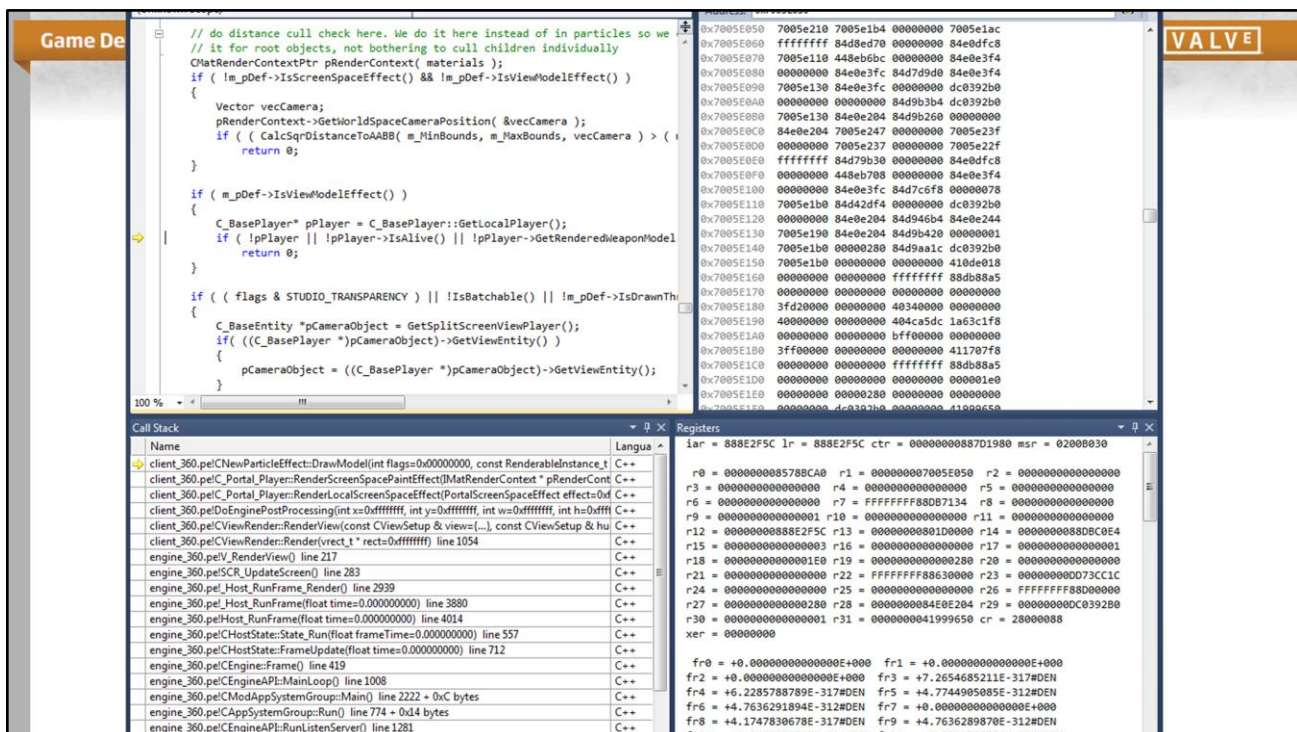 Game De
VALVE
// do distance cull check here. We do it here instead of in particles so we
// it for root objects, not bothering to cull children individually
CMatRenderContextPtr pRenderContext( materials );
if ( !m_pDef->IsScreenSpaceEffect() && !m_pDef->IsViewModelEffect() )
{
Vector vecCamera;
pRenderContext->GetWorldSpaceCameraPosition( &vecCamera );
if ( ( CalcSqrDistanceToAABB( m_MinBounds, m_MaxBounds, vecCamera ) > (
return 0;
}
if ( m_pDef->IsViewModelEffect() )
{
C_BasePlayer* pPlayer = C_BasePlayer::GetLocalPlayer();
if ( !pPlayer || !pPlayer->IsAlive() || !pPlayer->GetRenderedWeaponModel
return 0;
}
if ( ( flags & STUDIO_TRANSPARENCY ) || !IsBatchable() || !m_pDef->IsDrawnThr
{
C_BaseEntity *pCameraObject = GetSplitScreenViewPlayer();
if( ((C_BasePlayer *)pCameraObject)->GetViewEntity() )
{
pCameraObject = ((C_BasePlayer *)pCameraObject)->GetViewEntity();
}
100 %
0x7005E050 7005e210 7005e1b4 00000000 7005e1ac
0x7005E060 ffffffff 84d8ed70 00000000 84e0dfc8
0x7005E070 7005e110 448eb6bc 00000000 84e0e3f4
0x7005E080 00000000 84e0e3fc 84d7d9d0 84e0e3f4
0x7005E090 7005e130 84e0e3fc 00000000 dc0392b0
0x7005E0A0 00000000 00000000 84d9b3b4 dc0392b0
0x7005E0B0 7005e130 84e0e204 84d9b260 00000000
0x7005E0C0 84e0e204 7005e247 00000000 7005e23f
0x7005E0D0 00000000 7005e237 00000000 7005e22f
0x7005E0E0 ffffffff 84d79b30 00000000 84e0dfc8
0x7005E0F0 00000000 448eb708 00000000 84e0e3f4
0x7005E100 00000000 84e0e3fc 84d7c6f8 00000078
0x7005E110 7005e1b0 84d42df4 00000000 dc0392b0
0x7005E120 00000000 84e0e204 84d946b4 84e0e244
0x7005E130 7005e190 84e0e204 84d9b420 00000001
0x7005E140 7005e1b0 00000280 84d9aa1c dc0392b0
0x7005E150 7005e1b0 00000000 00000000 410de018
0x7005E160 00000000 00000000 ffffffff 88db88a5
0x7005E170 00000000 00000000 00000000 00000000
0x7005E180 3fd20000 00000000 40340000 00000000
0x7005E190 40000000 00000000 404ca5dc 1a63c1f8
0x7005E1A0 00000000 00000000 bff00000 00000000
0x7005E1B0 3ff00000 00000000 00000000 411707f8
0x7005E1C0 00000000 00000000 ffffffff 88db88a5
0x7005E1D0 00000000 00000000 00000000 000001e0
0x7005E1E0 00000000 00000280 00000000 00000000
0x7005E1F0 00000000 dc0392b0 00000000 41999650
Call Stack
Name Langua
client_360.pe!CNewParticleEffect::DrawModel(int flags=0x00000000, const RenderableInstance_t C++
client_360.pe!C_Portal_Player::RenderScreenSpacePaintEffect(IMatRenderContext * pRenderCont C++
client_360.pe!C_Portal_Player::RenderLocalScreenSpaceEffect(PortalScreenSpaceEffect effect=0xf C++
client_360.pe!DoEnginePostProcessing(int x=0xffffffff, int y=0xffffffff, int w=0xffffffff, int h=0xffff C++
client_360.pe!CViewRender::RenderView(const CViewSetup & view={...}, const CViewSetup & hu C++
client_360.pe!CViewRender::Render(vrect_t * rect=0xffffffff) line 1054 C++
engine_360.pe!V_RenderView() line 217 C++
engine_360.pe!SCR_UpdateScreen() line 283 C++
engine_360.pe!_Host_RunFrame_Render() line 2939 C++
engine_360.pe!_Host_RunFrame(float time=0.000000000) line 3880 C++
engine_360.pe!Host_RunFrame(float time=0.000000000) line 4014 C++
engine_360.pe!CHostState::State_Run(float frameTime=0.000000000) line 557 C++
engine_360.pe!CHostState::FrameUpdate(float time=0.000000000) line 712 C++
engine_360.pe!CEngine::Frame() line 419 C++
engine_360.pe!CEngineAPI::MainLoop() line 1008 C++
engine_360.pe!CModAppSystemGroup::Main() line 2222 + 0xC bytes C++
engine_360.pe!CAppSystemGroup::Run() line 774 + 0x14 bytes C++
engine_360.pe!CEngineAPI::RunListenServer() line 1281 C++
Registers
iar = 888E2F5C lr = 888E2F5C ctr = 00000000887D1980 msr = 0200B030
r0 = 000000008578BCA0 r1 = 000000007005E050 r2 = 0000000000000000
r3 = 0000000000000000 r4 = 0000000000000000 r5 = 0000000000000000
r6 = 0000000000000000 r7 = FFFFFFFF88DB7134 r8 = 0000000000000000
r9 = 0000000000000001 r10 = 0000000000000000 r11 = 0000000000000000
r12 = 00000000888E2F5C r13 = 00000000801D0000 r14 = 0000000088DBC0E4
r15 = 0000000000000003 r16 = 0000000000000000 r17 = 0000000000000001
r18 = 00000000000001E0 r19 = 0000000000000280 r20 = 0000000000000000
r21 = 0000000000000000 r22 = FFFFFFFF88630000 r23 = 00000000DD73CC1C
r24 = 0000000000000000 r25 = 0000000000000000 r26 = FFFFFFFF88D00000
r27 = 0000000000000280 r28 = 0000000084E0E204 r29 = 00000000DC0392B0
r30 = 0000000000000001 r31 = 0000000041999650 cr = 28000088
xer = 00000000
fr0 = +0.00000000000000E+000 fr1 = +0.00000000000000E+000
fr2 = +0.00000000000000E+000 fr3 = +7.2654685211E-317#DEN
fr4 = +6.2285788789E-317#DEN fr5 = +4.7744905085E-312#DEN
fr6 = +4.7636291894E-312#DEN fr7 = +0.00000000000000E+000
fr8 = +4.1747830678E-317#DEN fr9 = +4.7636289870E-312#DEN